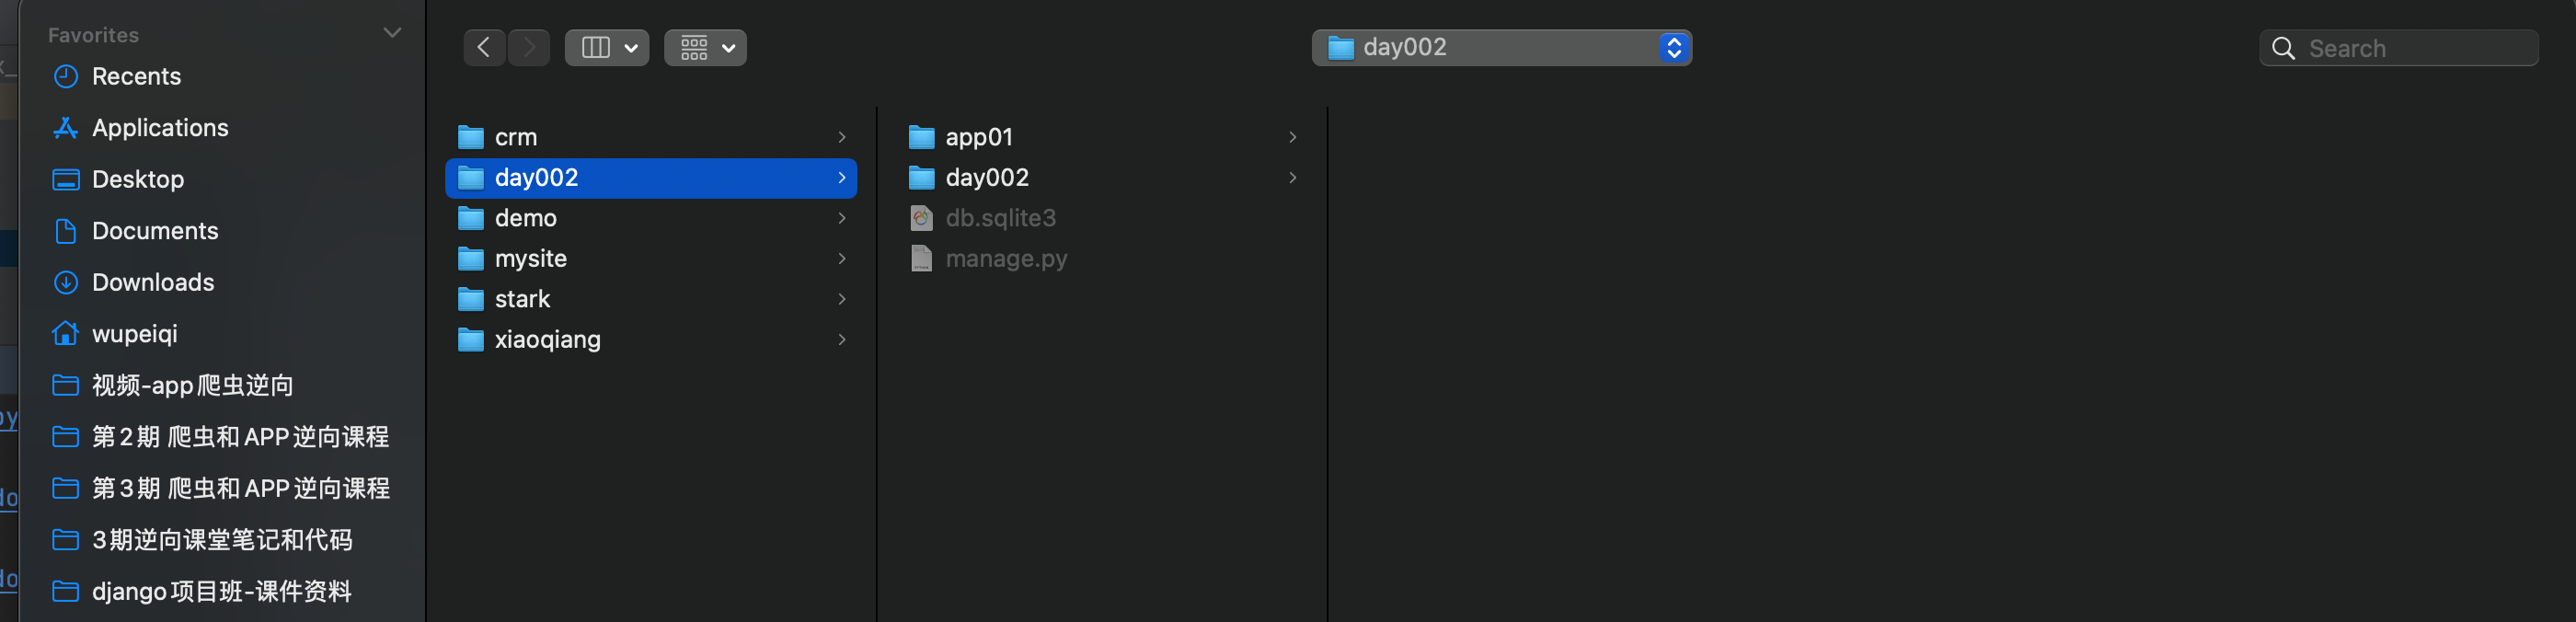 Favorites
Recents
Applications
Desktop
Documents
Downloads
wupeiqi
视频-app爬虫逆向
第2期 爬虫和APP逆向课程
第3期 爬虫和APP逆向课程
3期逆向课堂笔记和代码
django项目班-课件资料
day002
Search
crm
day002
demo
mysite
stark
xiaoqiang
app01
day002
db.sqlite3
manage.py